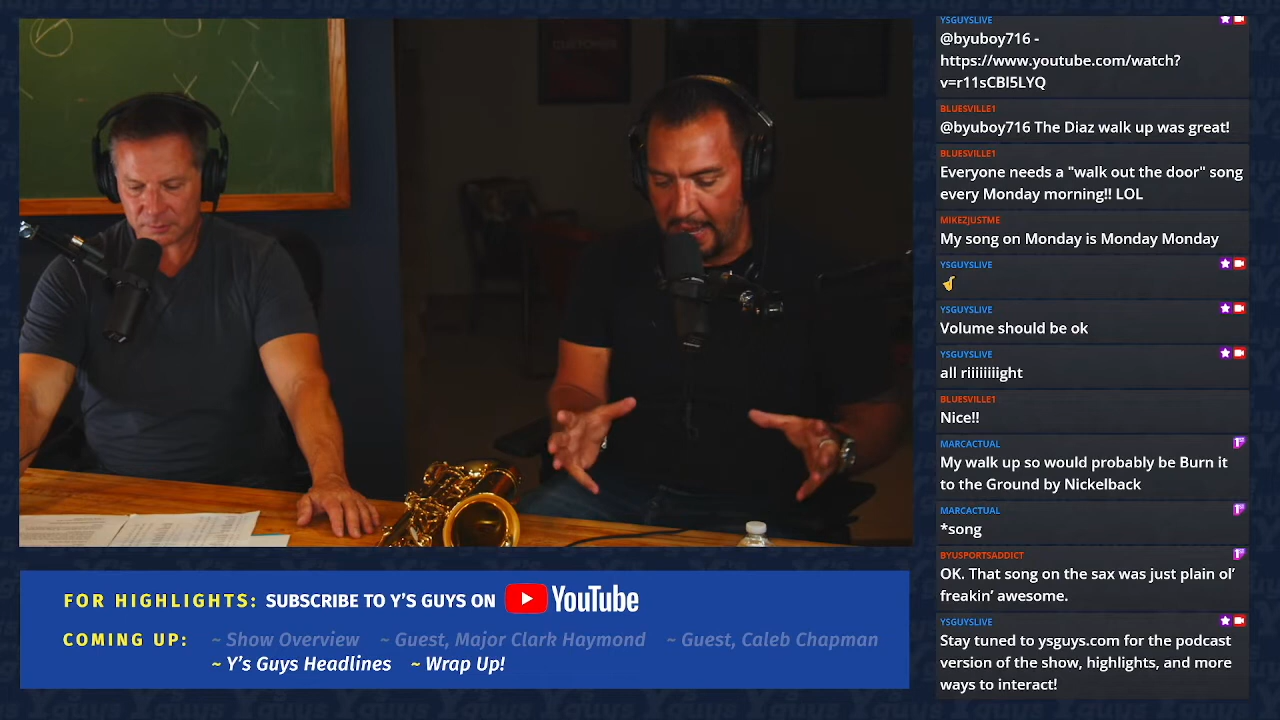 YSGUYSLIVE
@byuboy716 -
https://www.youtube.com/watch?
v=r11sCBI5LYQ
BLUESVILLE1
@byuboy716 The Diaz walk up was great!
BLUESVILLE1
Everyone needs a "walk out the door" song
every Monday morning!! LOL
MIKEZJUSTME
My song on Monday is Monday Monday
YSGUYSLIVE
YSGUYSLIVE
Volume should be ok
YSGUYSLIVE
all riiiiiiight
BLUESVILLE1
Nice!!
MARCACTUAL
My walk up so would probably be Burn it
to the Ground by Nickelback
MARCACTUAL
*song
BYUSPORTSADDICT
OK. That song on the sax was just plain ol'
freakin' awesome.
YSGUYSLIVE
Stay tuned to ysguys.com for the podcast
version of the show, highlights, and more
ways to interact!
FOR HIGHLIGHTS: SUBSCRIBE TO Y'S GUYS ON YouTube
COMING UP: ~ Show Overview ~ Guest, Major Clark Haymond ~ Guest, Caleb Chapman
~ Y's Guys Headlines ~ Wrap Up!